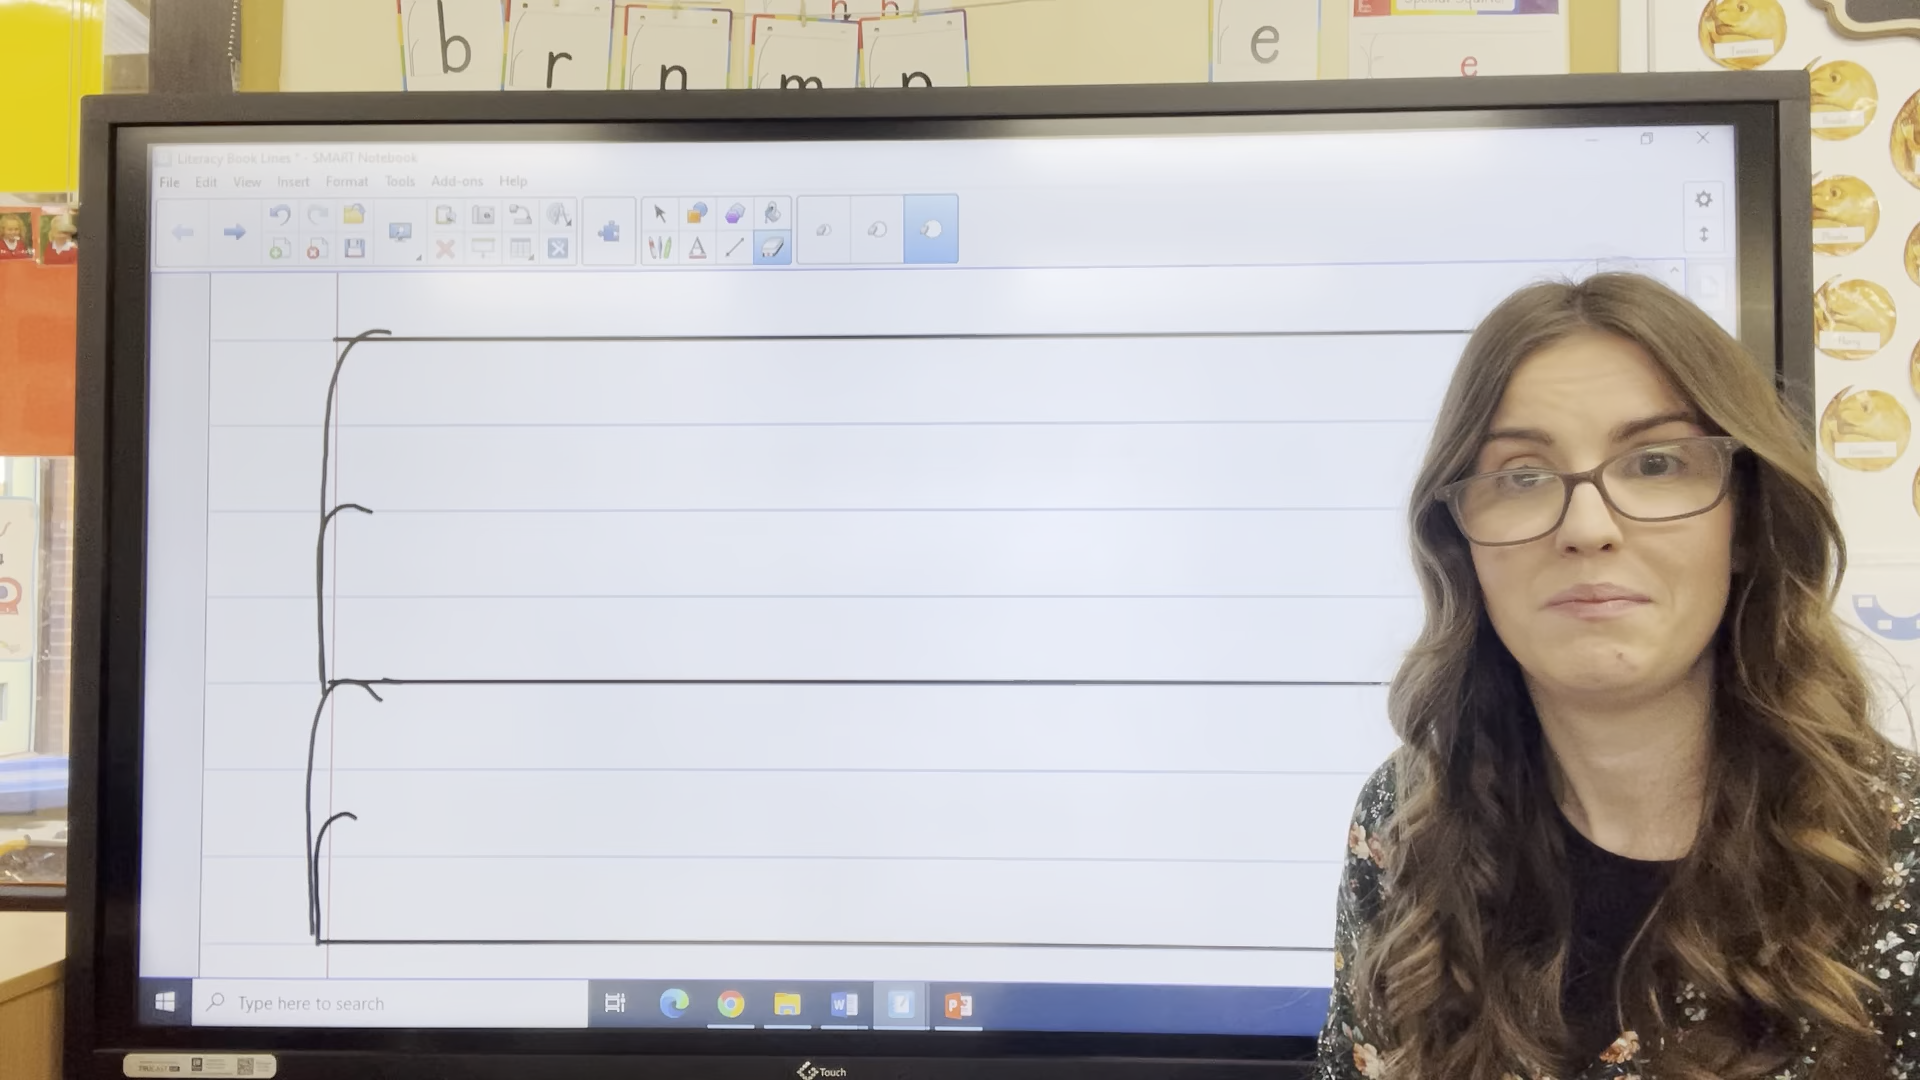 b r n m p e
e
Literacy Book Lines * - SMART Notebook
File Edit View Insert Format Tools Add-ons Help
Type here to search
Touch